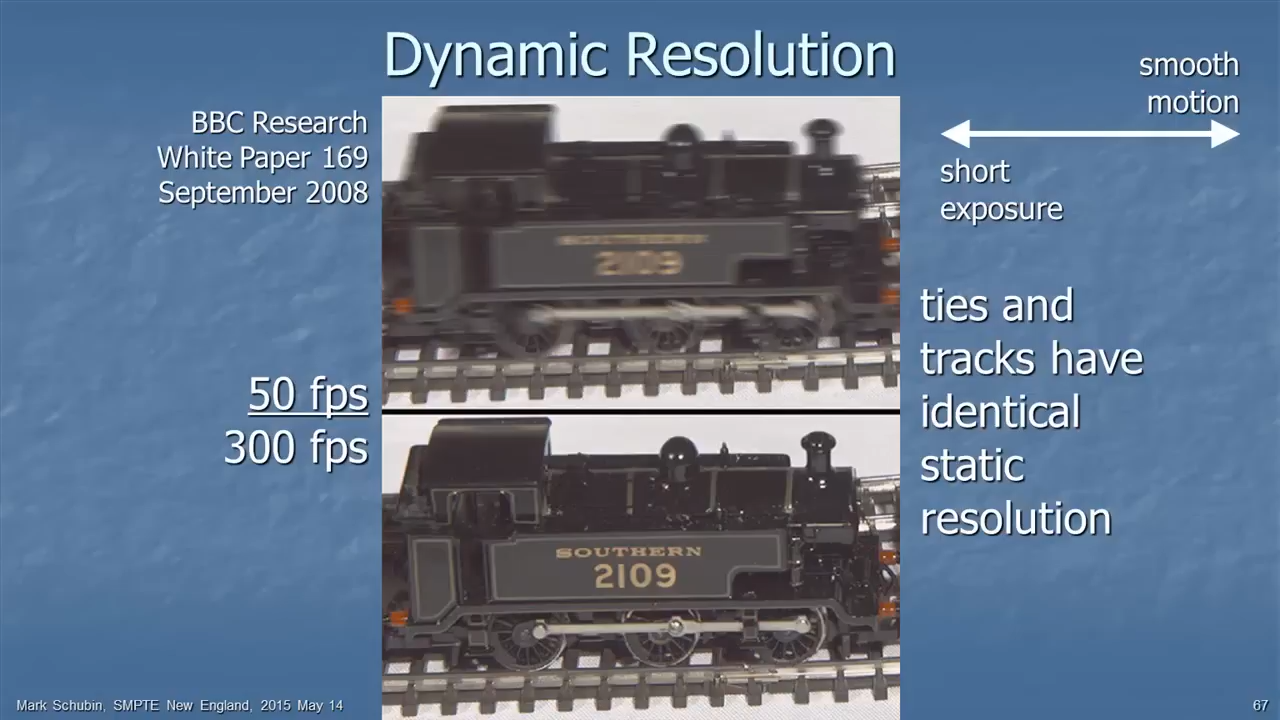 Dynamic Resolution
BBC Research
White Paper 169
September 2008
smooth
motion
short
exposure
SOUTHERN
2109
50 fps
300 fps
ties and
tracks have
identical
static
resolution
SOUTHERN
2109
Mark Schubin, SMPTE New England, 2015 May 14
67